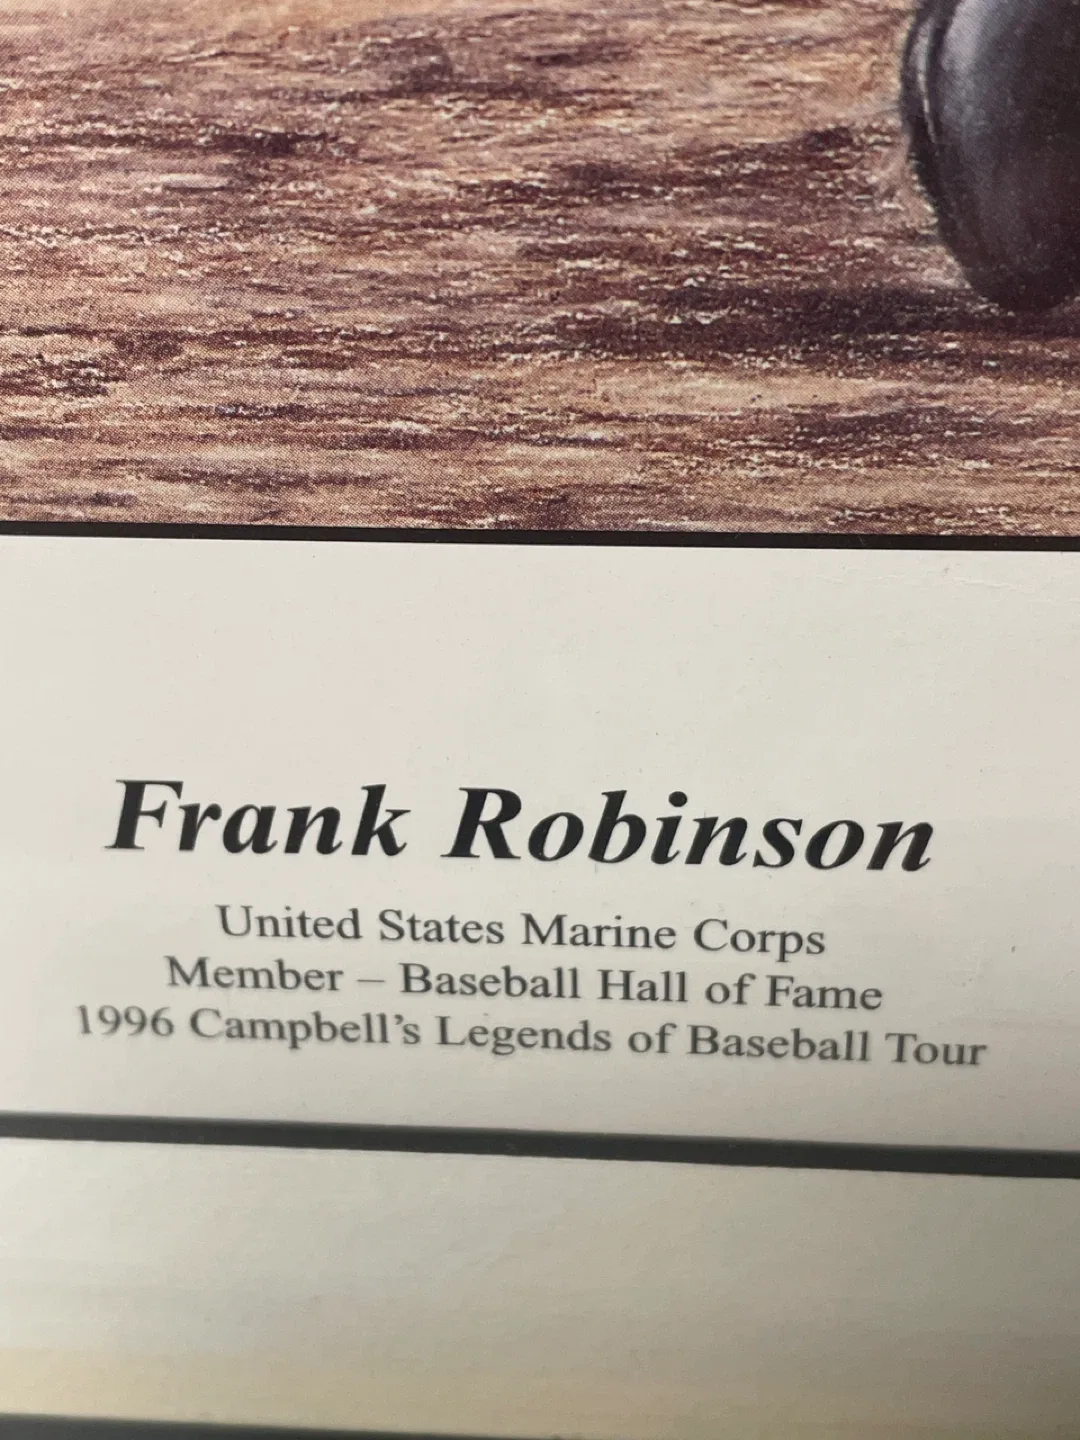 Frank Robinson
United States Marine Corps
Member – Baseball Hall of Fame
1996 Campbell's Legends of Baseball Tour